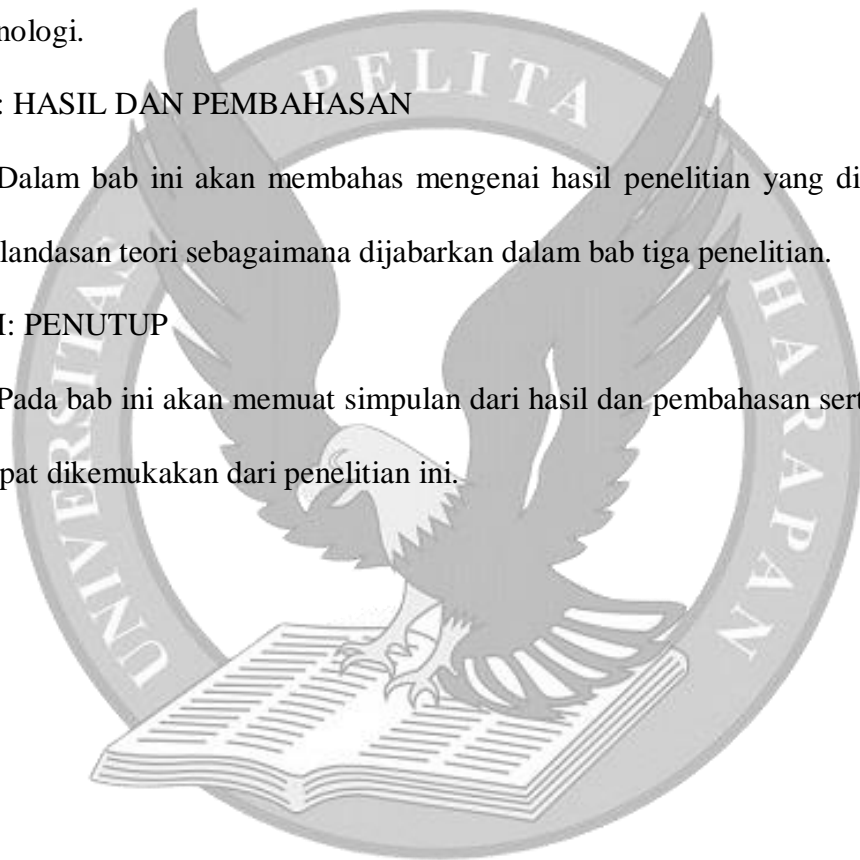 nologi.
: HASIL DAN PEMBAHASAN
Dalam bab ini akan membahas mengenai hasil penelitian yang di
landasan teori sebagaimana dijabarkan dalam bab tiga penelitian.
I: PENUTUP
Pada bab ini akan memuat simpulan dari hasil dan pembahasan sert
pat dikemukakan dari penelitian ini.
UNIVERSITAS PELITA HARAPAN